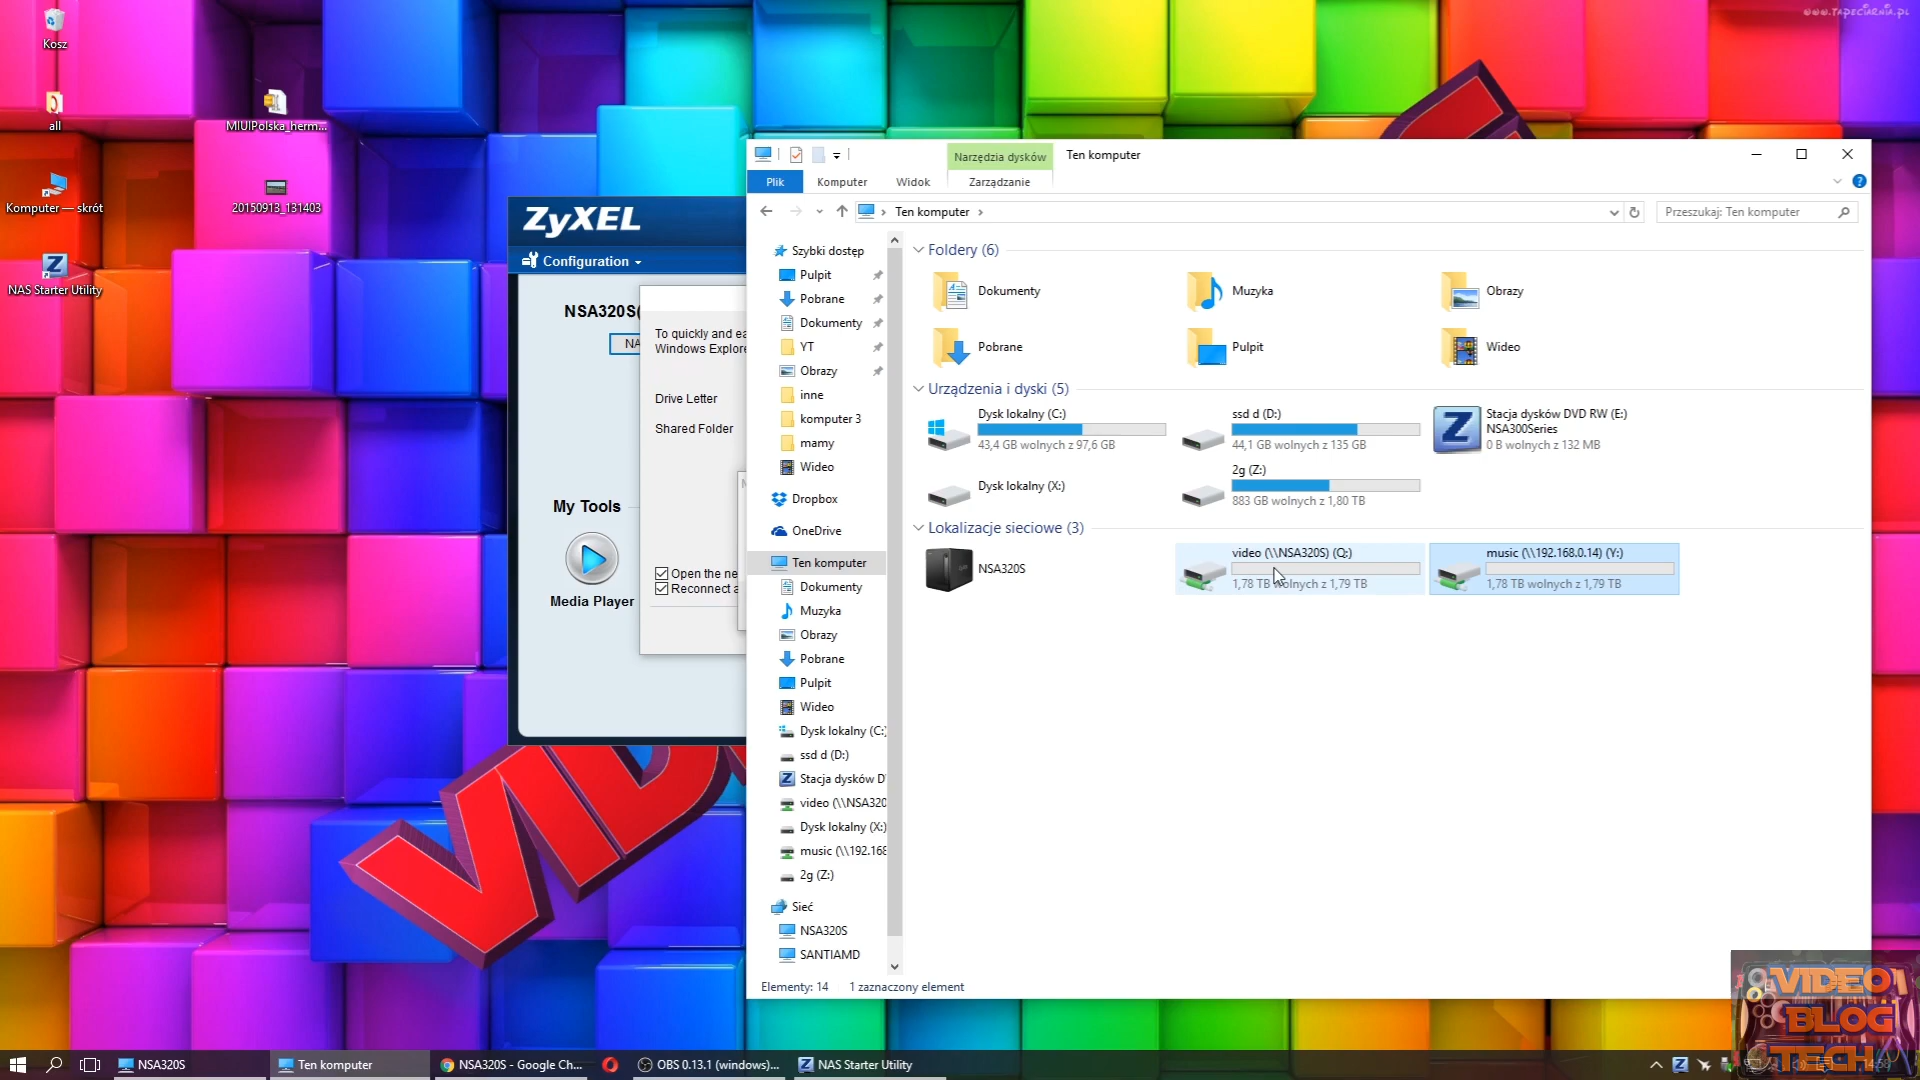 www.tapeciarnia.pl
Kosz
all
MIUIPolska_herm...
Komputer — skrót
20150913_131403
NAS Starter Utility
ZyXEL
Configuration
NSA320S(
NA
To quickly and ea
Windows Explore
Drive Letter
Shared Folder
Open the ne
Reconnect a
My Tools
Media Player
Narzędzia dysków
Ten komputer
Plik
Komputer
Widok
Zarządzanie
Ten komputer
Przeszukaj: Ten komputer
Szybki dostęp
Pulpit
Pobrane
Dokumenty
YT
Obrazy
inne
komputer 3
mamy
Wideo
Dropbox
OneDrive
Ten komputer
Dokumenty
Muzyka
Obrazy
Pobrane
Pulpit
Wideo
Dysk lokalny (C:)
ssd d (D:)
Stacja dysków D
video (\\NSA320
Dysk lokalny (X:)
music (\\192.168
2g (Z:)
Sieć
NSA320S
SANTIAMD
Foldery (6)
Dokumenty
Muzyka
Obrazy
Pobrane
Pulpit
Wideo
Urządzenia i dyski (5)
Dysk lokalny (C:)
43,4 GB wolnych z 97,6 GB
ssd d (D:)
44,1 GB wolnych z 135 GB
Stacja dysków DVD RW (E:)
NSA300Series
0 B wolnych z 132 MB
Dysk lokalny (X:)
2g (Z:)
883 GB wolnych z 1,80 TB
Lokalizacje sieciowe (3)
NSA320S
video (\\NSA320S) (Q:)
1,78 TB wolnych z 1,79 TB
music (\\192.168.0.14) (Y:)
1,78 TB wolnych z 1,79 TB
Elementy: 14
1 zaznaczony element
VIDEO
BLOG
TECH
NSA320S
Ten komputer
NSA320S - Google Ch...
OBS 0.13.1 (windows)...
NAS Starter Utility
14:58